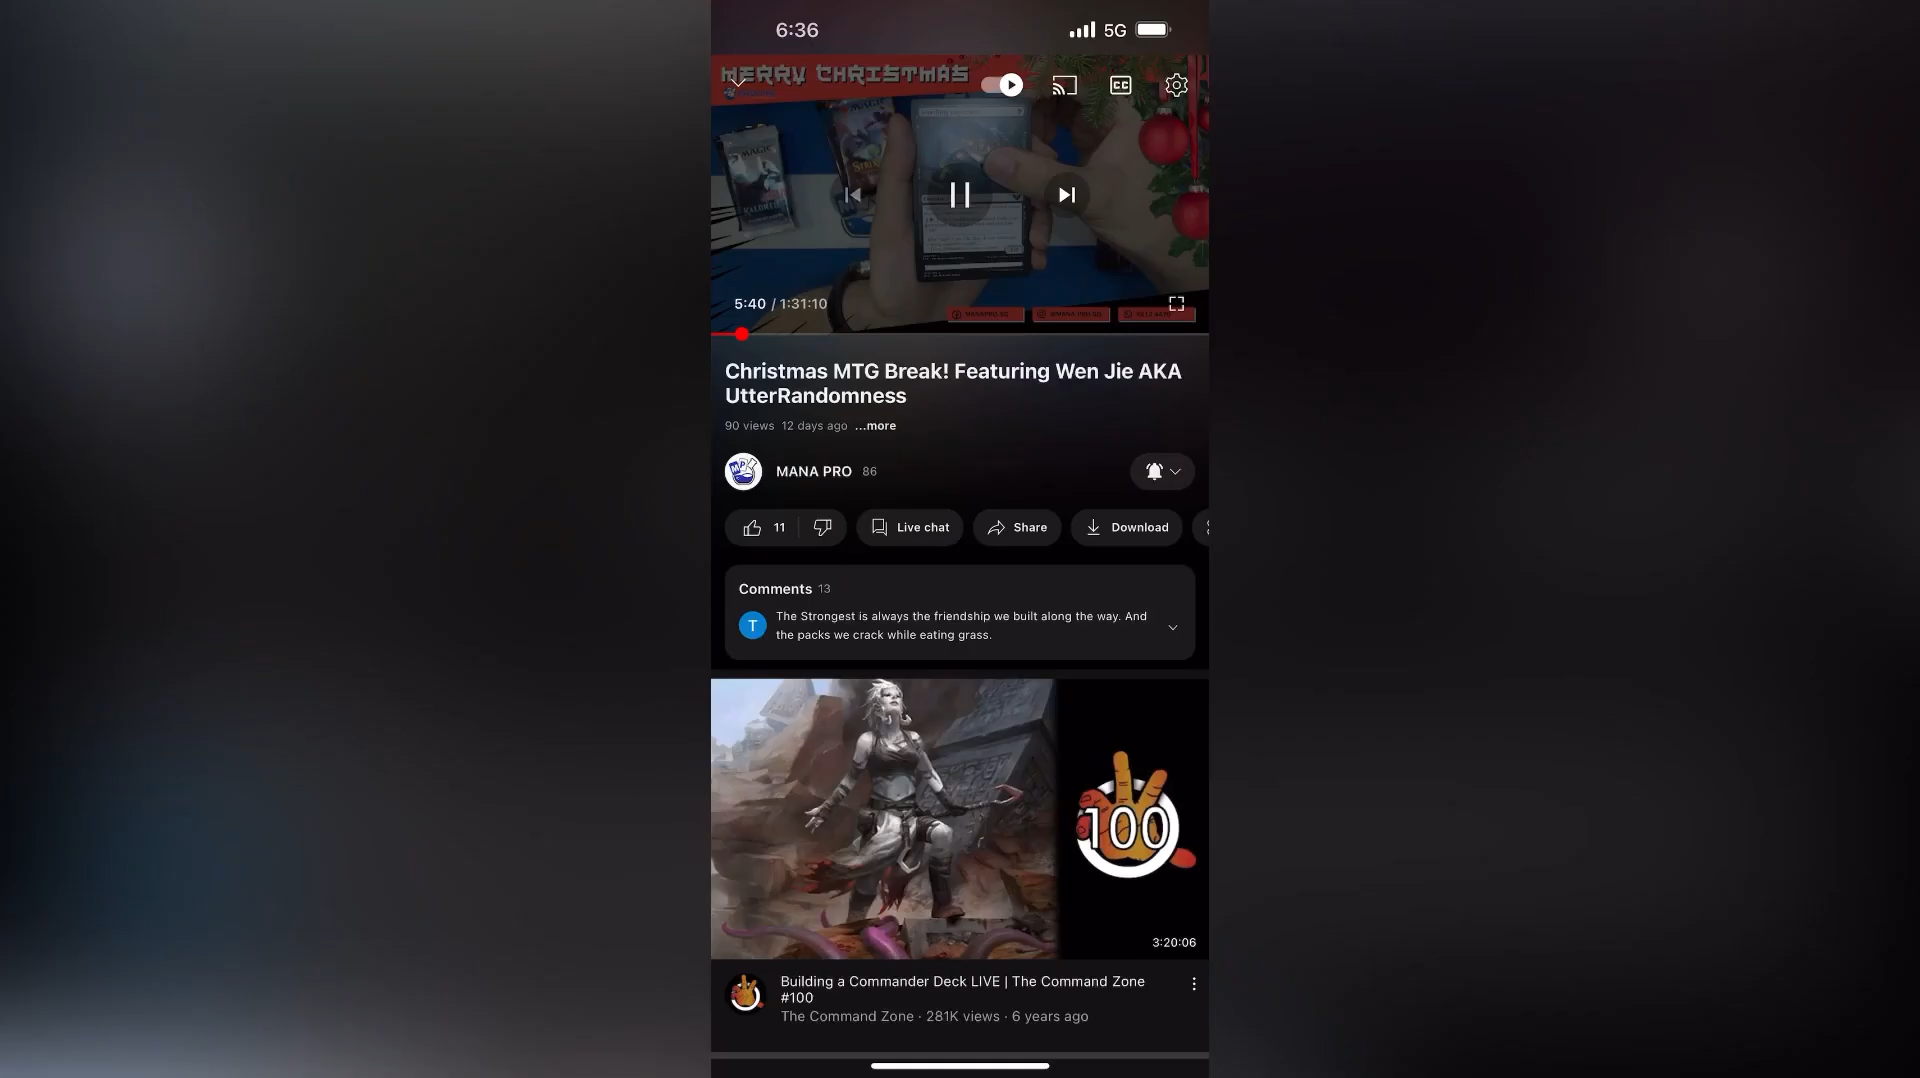 6:36
5G
MERRY CHRISTMAS
CC
MAGIC
KALDHEIM
5:40 / 1:31:10
Christmas MTG Break! Featuring Wen Jie AKA
UtterRandomness
90 views 12 days ago ...more
MANA PRO 86
11
Live chat
Share
Download
Comments 13
T
The Strongest is always the friendship we built along the way. And
the packs we crack while eating grass.
100
3:20:06
Building a Commander Deck LIVE | The Command Zone
#100
The Command Zone · 281K views · 6 years ago